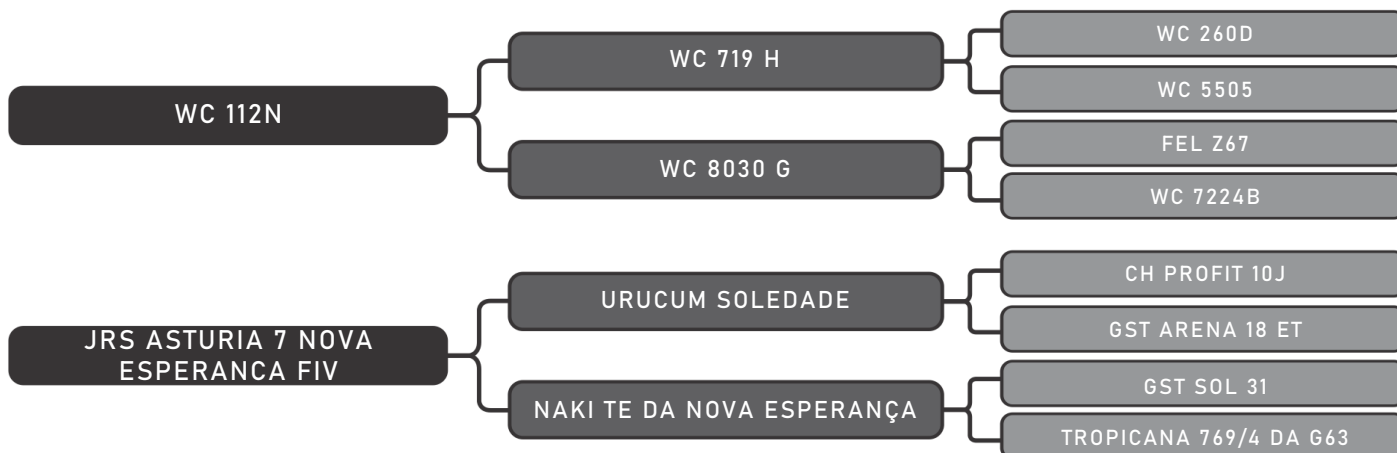 WC 112N
WC 719 H
WC 260D
WC 5505
WC 8030 G
FEL Z67
WC 7224B
JRS ASTURIA 7 NOVA
ESPERANCA FIV
URUCUM SOLEDADE
CH PROFIT 10J
GST ARENA 18 ET
NAKI TE DA NOVA ESPERANÇA
GST SOL 31
TROPICANA 769/4 DA G63